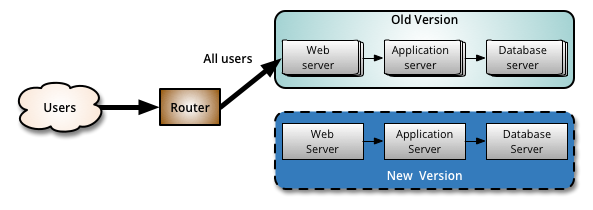 Old Version
All users
Web
server
Application
server
Database
server
Users
Router
Web
Server
Application
Server
Database
Server
New Version